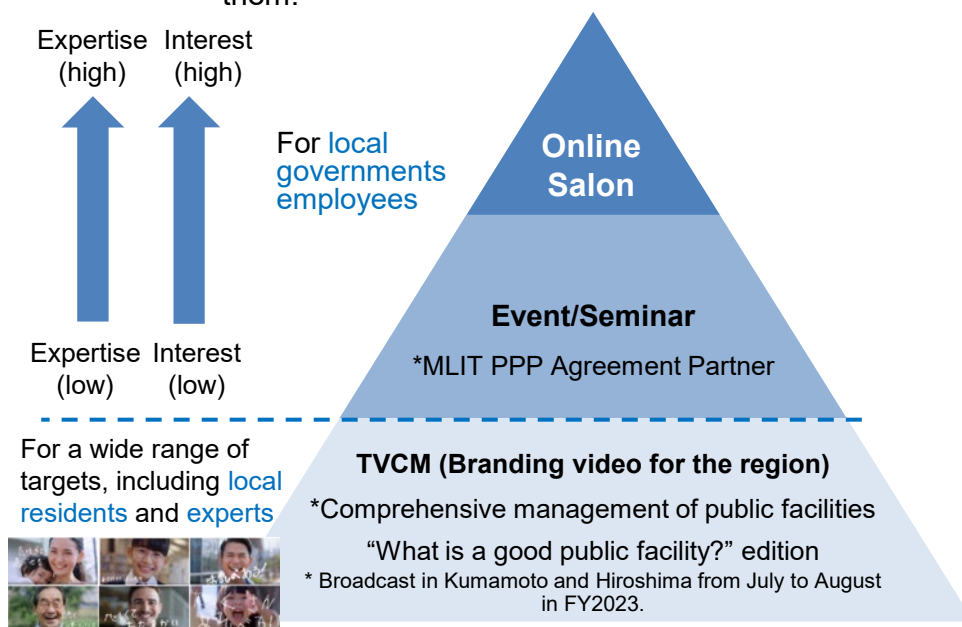 them.
Expertise Interest
(high) (high)
For local
governments
employees
Online
Salon
Event/Seminar
*MLIT PPP Agreement Partner
Expertise Interest
(low) (low)
For a wide range of
targets, including local
residents and experts
TVCM (Branding video for the region)
*Comprehensive management of public facilities
“What is a good public facility?” edition
* Broadcast in Kumamoto and Hiroshima from July to August
in FY2023.